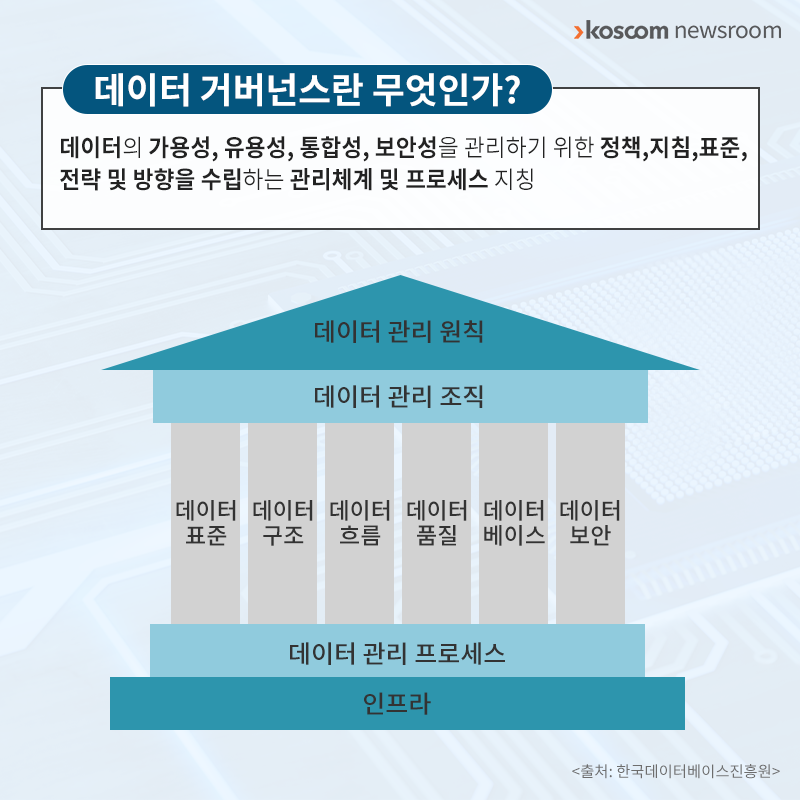 koscom newsroom
데이터 거버넌스란 무엇인가?
데이터의 가용성, 유용성, 통합성, 보안성을 관리하기 위한 정책,지침,표준,
전략 및 방향을 수립하는 관리체계 및 프로세스 지칭
데이터 관리 원칙
데이터 관리 조직
데이터
표준
데이터
구조
데이터
흐름
데이터
품질
데이터
베이스
데이터
보안
데이터 관리 프로세스
인프라
<출처: 한국데이터베이스진흥원>